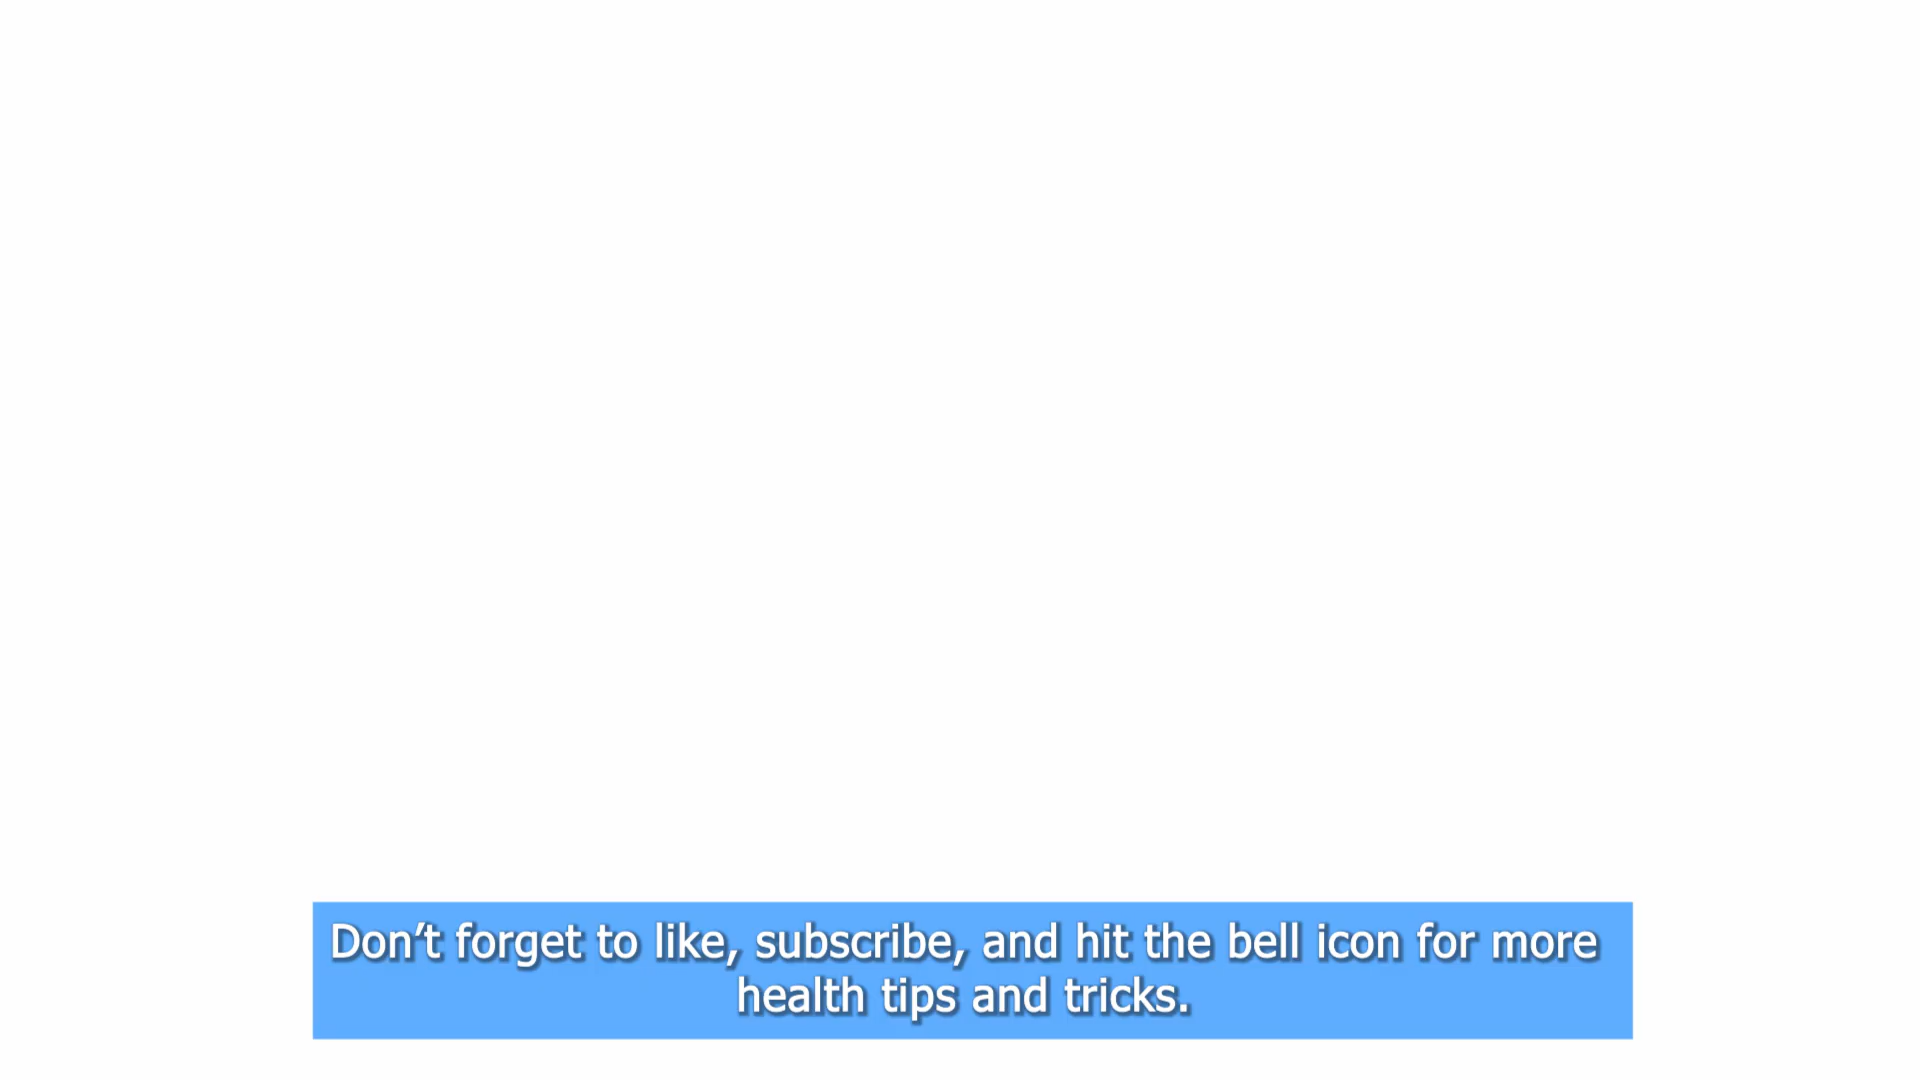 Don’t forget to like, subscribe, and hit the bell icon for more
health tips and tricks.